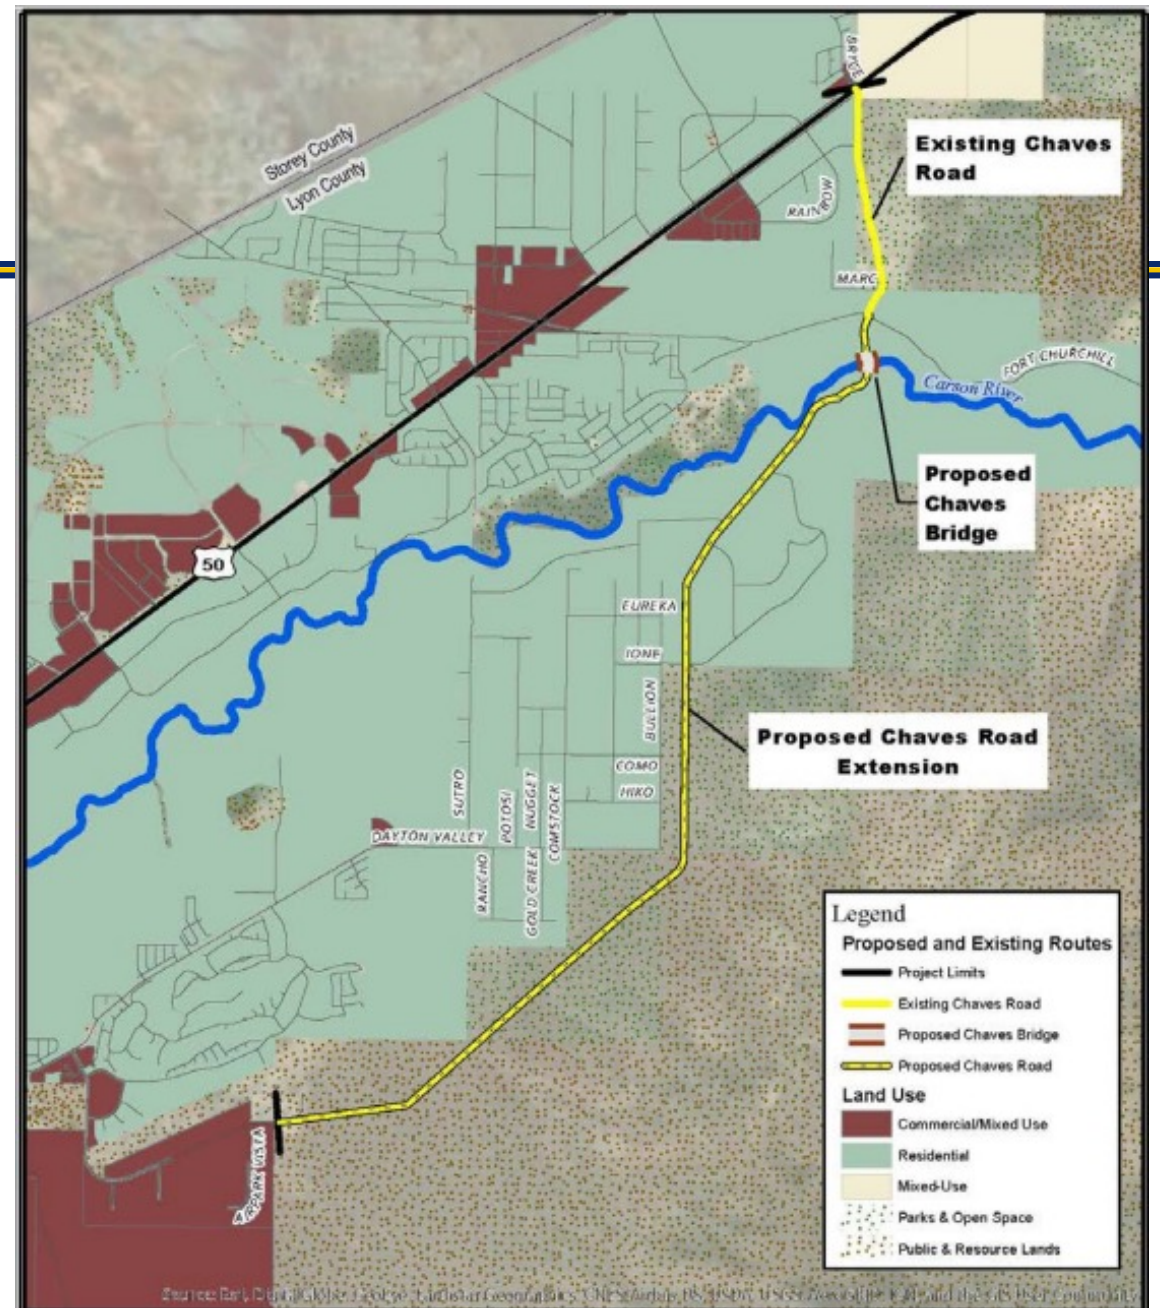 BRYCE
Existing Chaves
Road
Storey County
Lyon County
RAINBOW
MARC
FORT CHURCHILL
Carson River
Proposed
Chaves
Bridge
50
EUREKA
IONE
BULLION
Proposed Chaves Road
Extension
COMO
HIKO
SUTRO
POTOSI
NUGGET
COMSTOCK
DAYTON VALLEY
RANCHO
GOLD CREEK
AIRPARK VISTA
Legend
Proposed and Existing Routes
Project Limits
Existing Chaves Road
Proposed Chaves Bridge
Proposed Chaves Road
Land Use
Commercial/Mixed Use
Residential
Mixed-Use
Parks & Open Space
Public & Resource Lands
Source: Esri, DigitalGlobe,